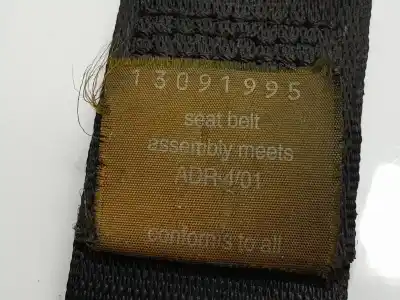 13091995
seat belt
assembly meets
ADR 4/01
conforms to all